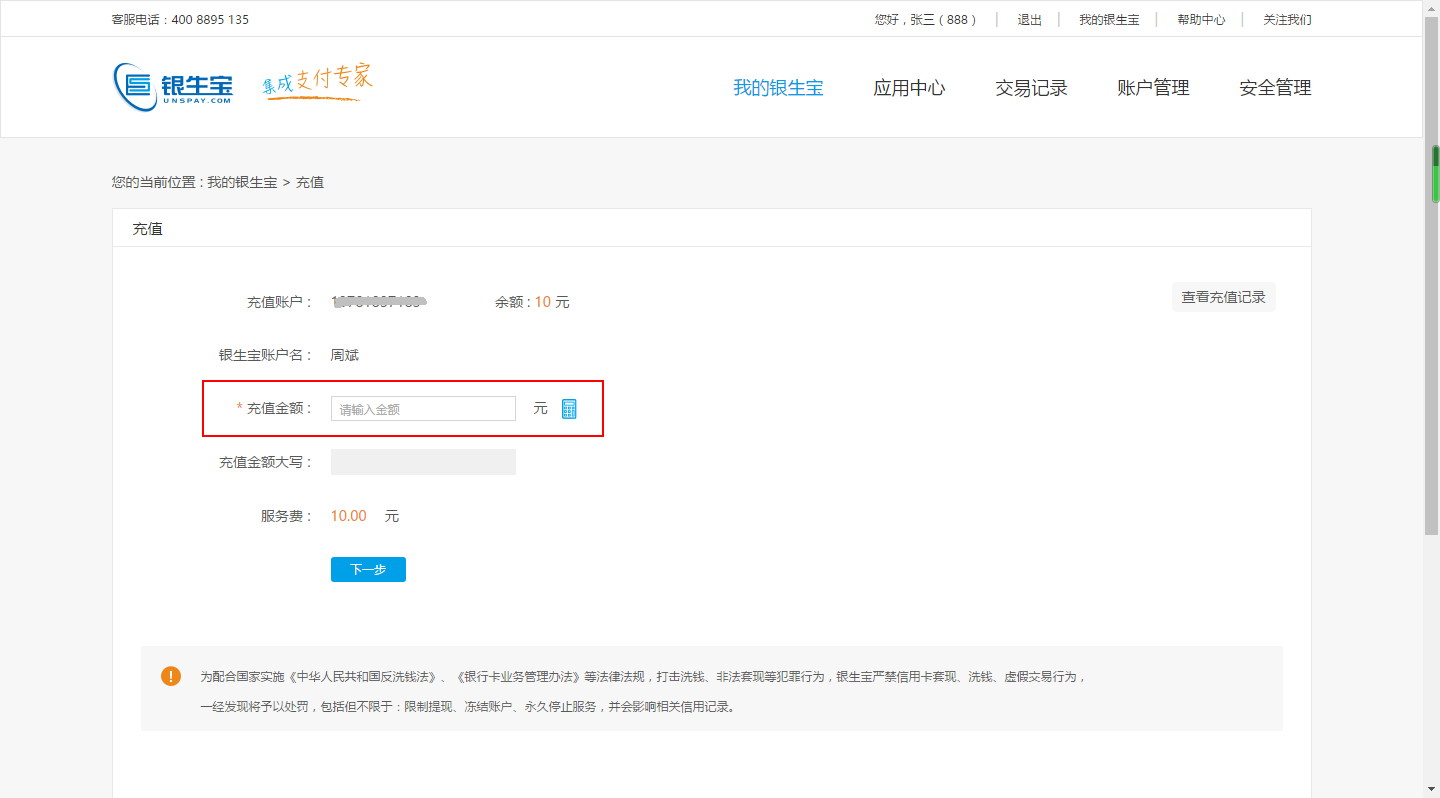 客服电话：400 8895 135
您好，张三（888） | 退出 | 我的银生宝 | 帮助中心 | 关注我们
银生宝
UNSPAY.COM
集成支付专家
我的银生宝 应用中心 交易记录 账户管理 安全管理
您的当前位置 : 我的银生宝 > 充值
充值
充值账户： 余额 : 10 元
查看充值记录
银生宝账户名： 周斌
* 充值金额： 请输入金额 元
充值金额大写：
服务费： 10.00 元
下一步
为配合国家实施《中华人民共和国反洗钱法》、《银行卡业务管理办法》等法律法规，打击洗钱、非法套现等犯罪行为，银生宝严禁信用卡套现、洗钱、虚假交易行为，
一经发现将予以处罚，包括但不限于：限制提现、冻结账户、永久停止服务，并会影响相关信用记录。